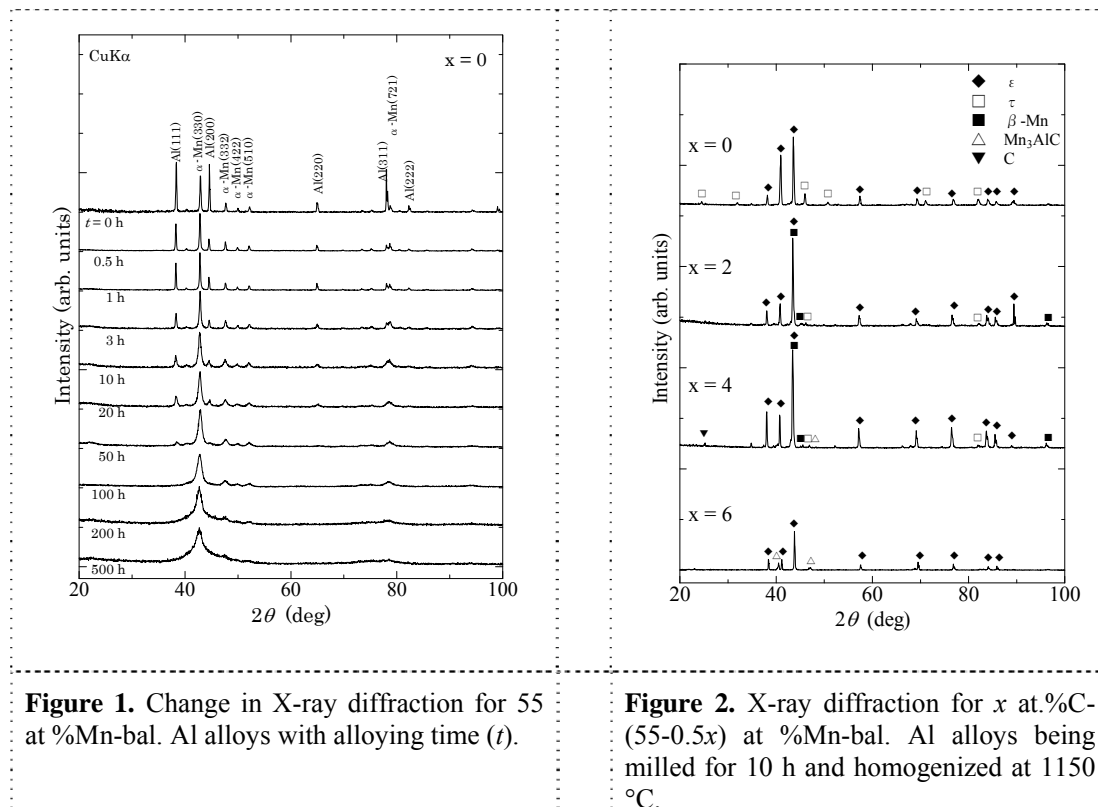 CuKα
x = 0
Al(111)
α-Mn(330)
Al(200)
α-Mn(332)
α-Mn(422)
α-Mn(510)
Al(220)
Al(311)
α-Mn(721)
Al(222)
t = 0 h
0.5 h
1 h
3 h
10 h
20 h
50 h
100 h
200 h
500 h
Intensity (arb. units)
20 40 60 80 100
2θ (deg)
ε
τ
β-Mn
Mn₃AlC
C
x = 0
x = 2
x = 4
x = 6
Intensity (arb. units)
20 40 60 80 100
2θ (deg)
Figure 1. Change in X-ray diffraction for 55
at %Mn-bal. Al alloys with alloying time (t).
Figure 2. X-ray diffraction for x at.%C-
(55-0.5x) at %Mn-bal. Al alloys being
milled for 10 h and homogenized at 1150
°C.